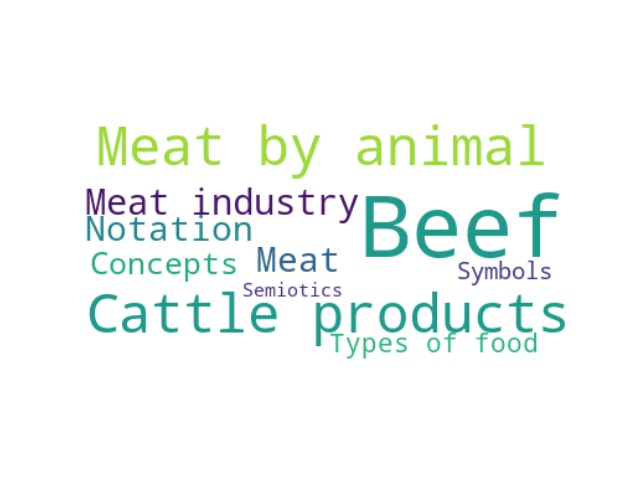 Meat by animal
Meat industry
Beef
Notation
Concepts
Meat
Symbols
Semiotics
Cattle products
Types of food